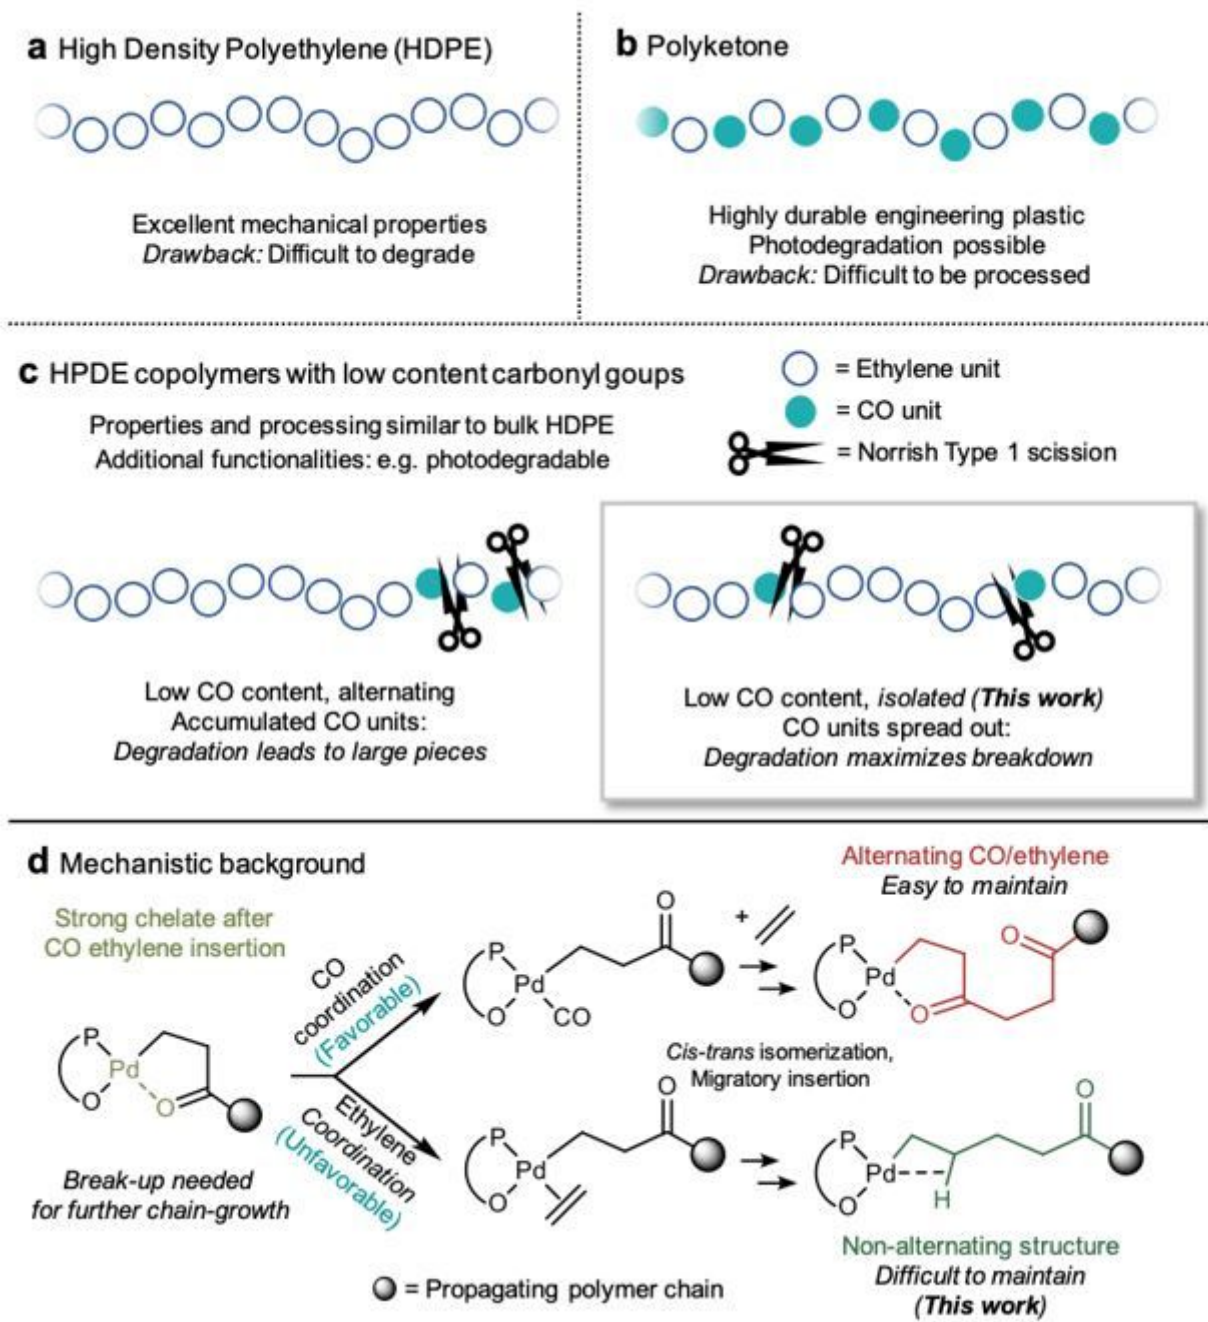 a High Density Polyethylene (HDPE)
Excellent mechanical properties
Drawback: Difficult to degrade
b Polyketone
Highly durable engineering plastic
Photodegradation possible
Drawback: Difficult to be processed
c HPDE copolymers with low content carbonyl goups
Properties and processing similar to bulk HDPE
Additional functionalities: e.g. photodegradable
= Ethylene unit
= CO unit
= Norrish Type 1 scission
Low CO content, alternating
Accumulated CO units:
Degradation leads to large pieces
Low CO content, isolated (This work)
CO units spread out:
Degradation maximizes breakdown
d Mechanistic background
Strong chelate after
CO ethylene insertion
P
Pd
O
O
Break-up needed
for further chain-growth
CO
coordination
(Favorable)
Ethylene
Coordination
(Unfavorable)
O
P
Pd
O
CO
+
Cis-trans isomerization,
Migratory insertion
O
P
Pd
O
Alternating CO/ethylene
Easy to maintain
O
P
Pd
O
O
O
P
Pd
O
H
Non-alternating structure
Difficult to maintain
(This work)
= Propagating polymer chain